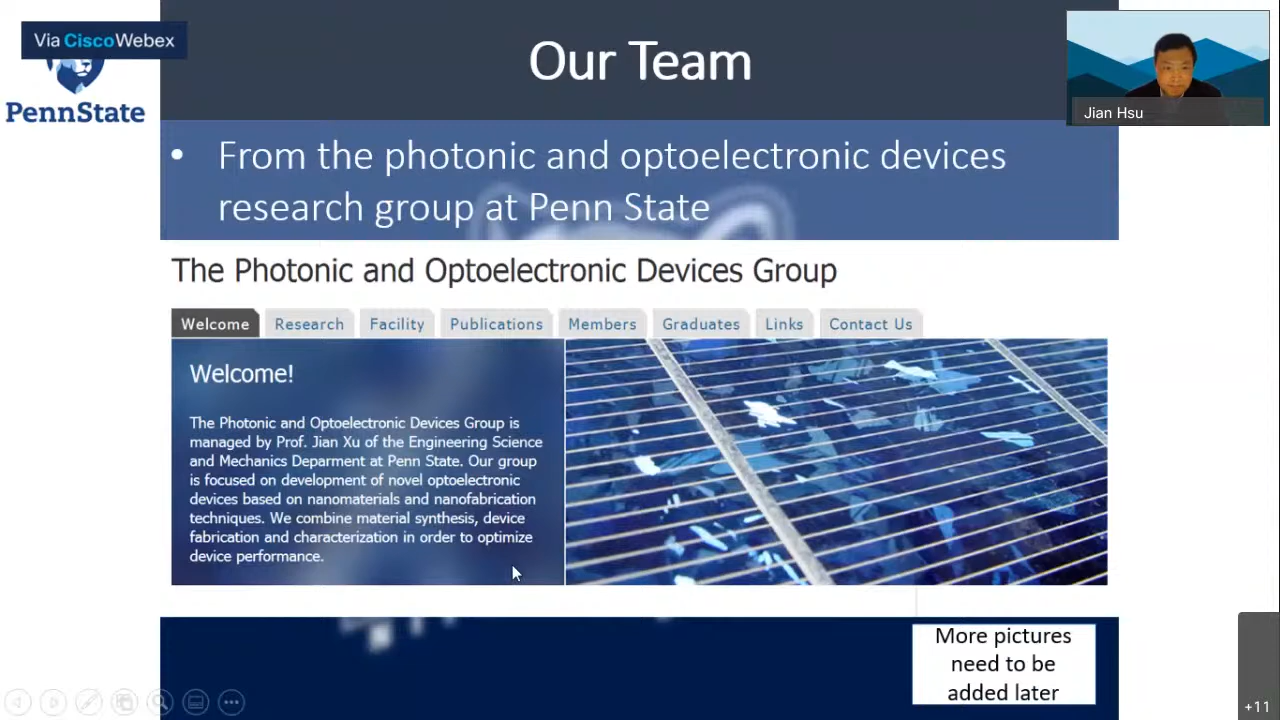 Via CiscoWebex
PennState
Our Team
Jian Hsu
• From the photonic and optoelectronic devices
research group at Penn State
The Photonic and Optoelectronic Devices Group
Welcome Research Facility Publications Members Graduates Links Contact Us
Welcome!
The Photonic and Optoelectronic Devices Group is
managed by Prof. Jian Xu of the Engineering Science
and Mechanics Deparment at Penn State. Our group
is focused on development of novel optoelectronic
devices based on nanomaterials and nanofabrication
techniques. We combine material synthesis, device
fabrication and characterization in order to optimize
device performance.
More pictures
need to be
added later
+11